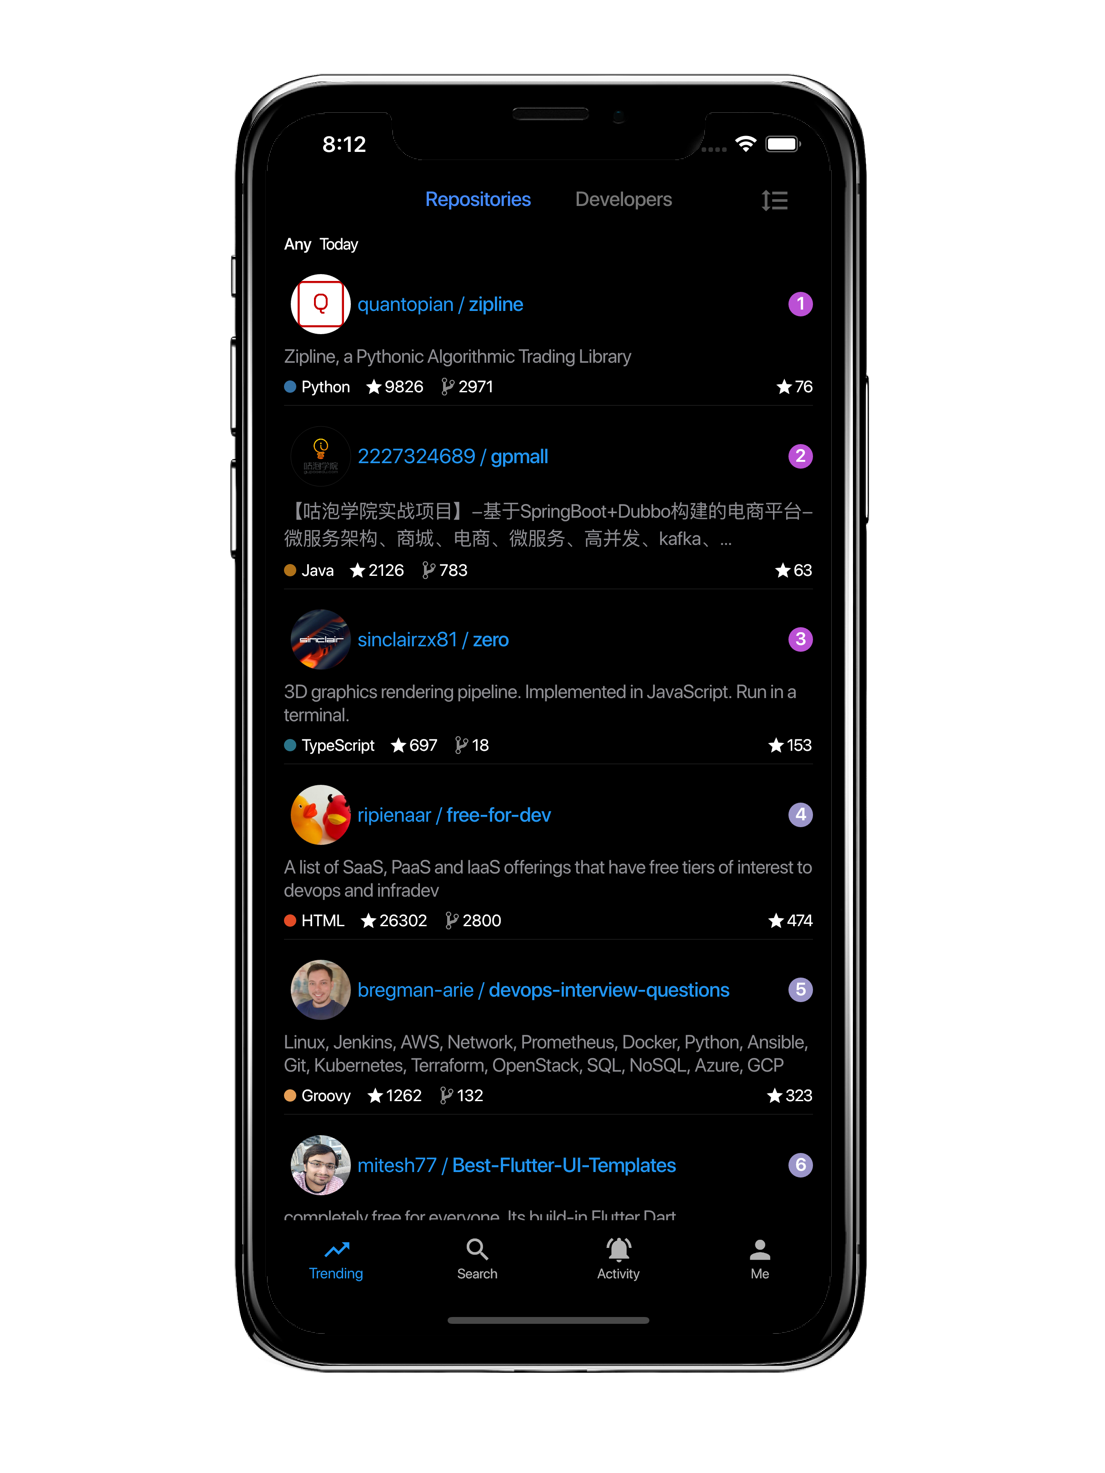 8:12
Repositories Developers
Any Today
Q
quantopian / zipline 1
Zipline, a Pythonic Algorithmic Trading Library
Python 9826 2971 76
咕泡学院
2227324689 / gpmall 2
【咕泡学院实战项目】-基于SpringBoot+Dubbo构建的电商平台-
微服务架构、商城、电商、微服务、高并发、kafka、...
Java 2126 783 63
sinclair
sinclairzx81 / zero 3
3D graphics rendering pipeline. Implemented in JavaScript. Run in a
terminal.
TypeScript 697 18 153
ripienaar / free-for-dev 4
A list of SaaS, PaaS and IaaS offerings that have free tiers of interest to
devops and infradev
HTML 26302 2800 474
bregman-arie / devops-interview-questions 5
Linux, Jenkins, AWS, Network, Prometheus, Docker, Python, Ansible,
Git, Kubernetes, Terraform, OpenStack, SQL, NoSQL, Azure, GCP
Groovy 1262 132 323
mitesh77 / Best-Flutter-UI-Templates 6
completely free for everyone. Its build-in Flutter Dart
Trending Search Activity Me